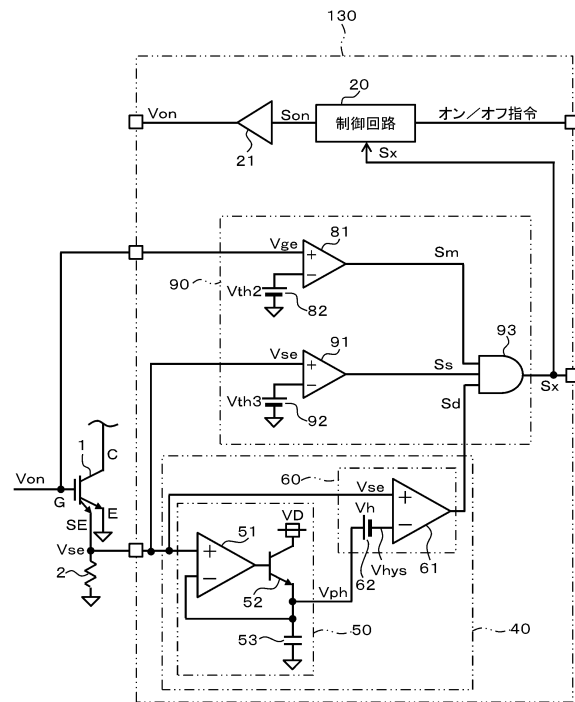 130
20
Von
Son
制御回路
オン／オフ指令
21
Sx
81
Vge
+
Sm
−
90
Vth2
82
93
91
Vse
+
Ss
−
Sx
Vth3
Sd
92
1
C
60
Von
Vse
+
G
E
Vh
−
SE
VD
51
Vse
+
Vhys
61
62
2
−
52
Vph
50
40
53